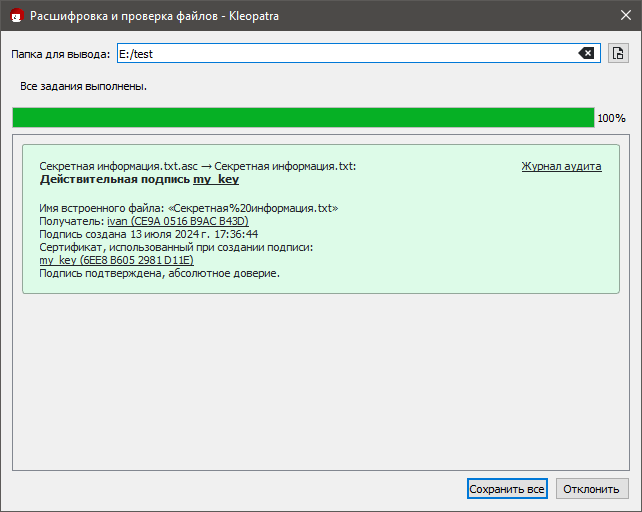 Расшифровка и проверка файлов - Kleopatra
Папка для вывода: E:/test
Все задания выполнены.
100%
Секретная информация.txt.asc → Секретная информация.txt: Журнал аудита
Действительная подпись my_key
Имя встроенного файла: «Секретная%20информация.txt»
Получатель: ivan (CE9A 0516 B9AC B43D)
Подпись создана 13 июля 2024 г. 17:36:44
Сертификат, использованный при создании подписи:
my_key (6EE8 B605 2981 D11E)
Подпись подтверждена, абсолютное доверие.
Сохранить все Отклонить